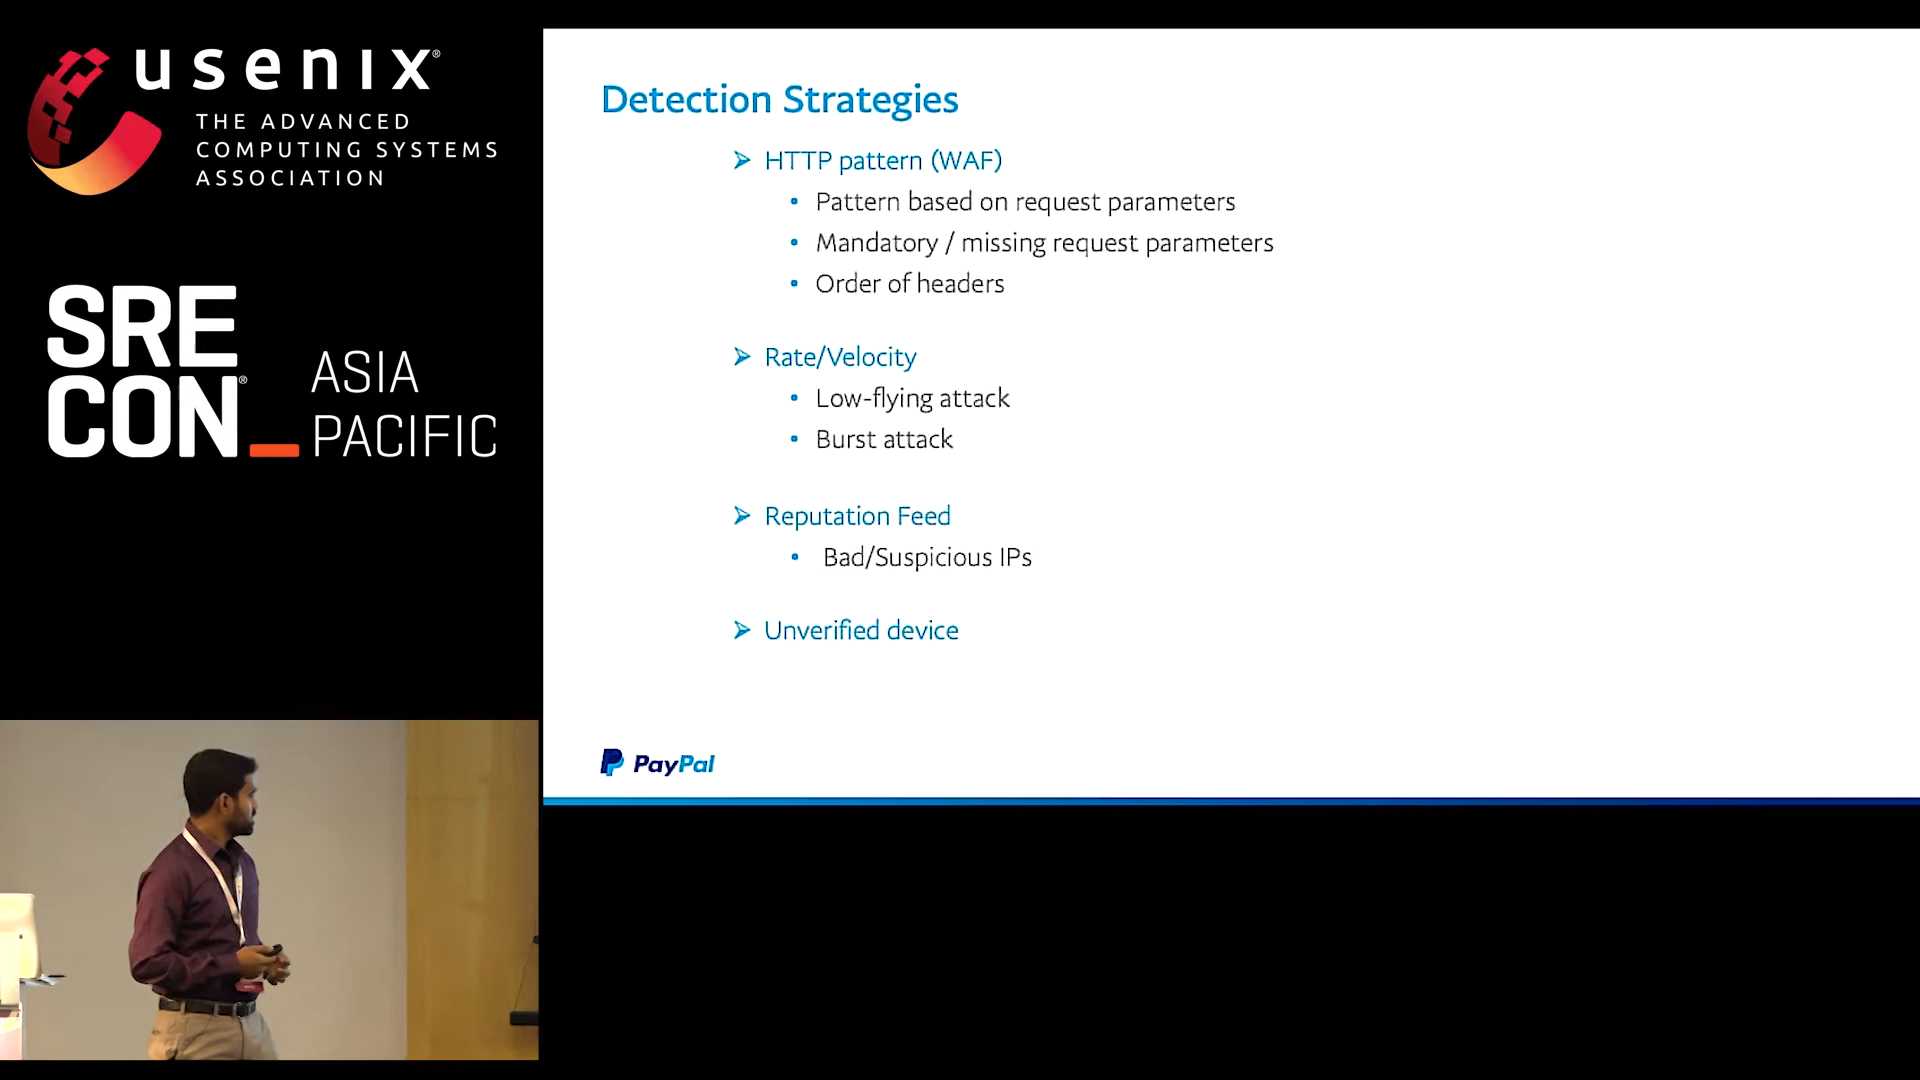 usenix®
THE ADVANCED
COMPUTING SYSTEMS
ASSOCIATION
SRE
CON®
ASIA
PACIFIC
Detection Strategies
➢ HTTP pattern (WAF)
• Pattern based on request parameters
• Mandatory / missing request parameters
• Order of headers
➢ Rate/Velocity
• Low-flying attack
• Burst attack
➢ Reputation Feed
• Bad/Suspicious IPs
➢ Unverified device
PayPal